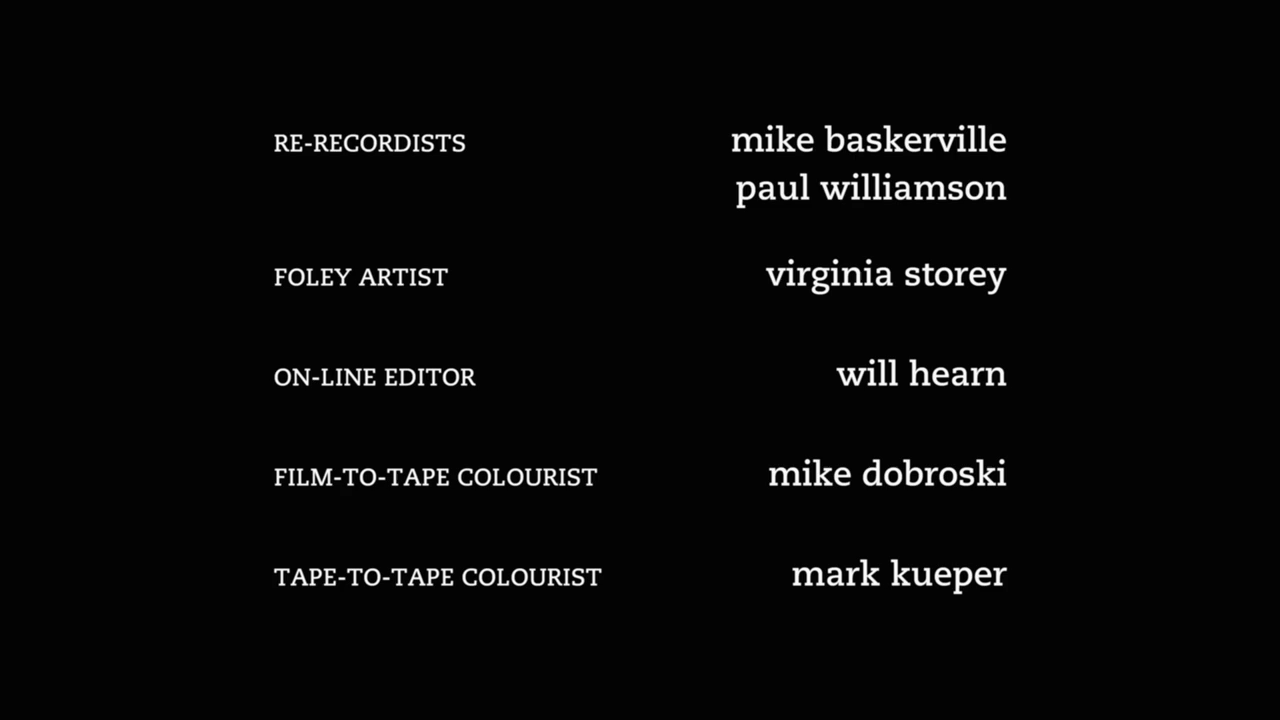 RE-RECORDISTS mike baskerville
paul williamson
FOLEY ARTIST virginia storey
ON-LINE EDITOR will hearn
FILM-TO-TAPE COLOURIST mike dobroski
TAPE-TO-TAPE COLOURIST mark kueper